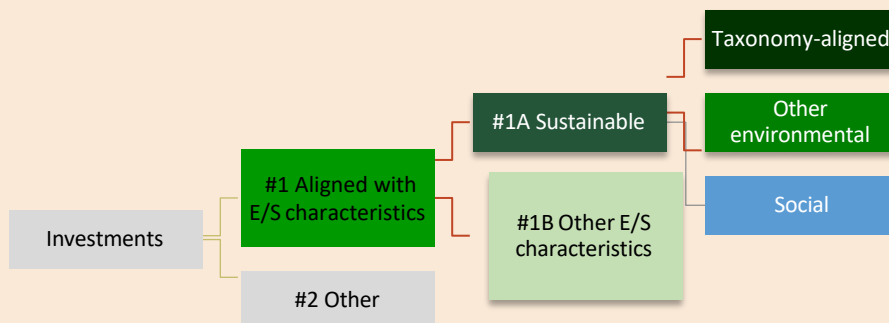 Taxonomy-aligned
#1A Sustainable
Other
environmental
#1 Aligned with
E/S characteristics
Social
#1B Other E/S
characteristics
Investments
#2 Other